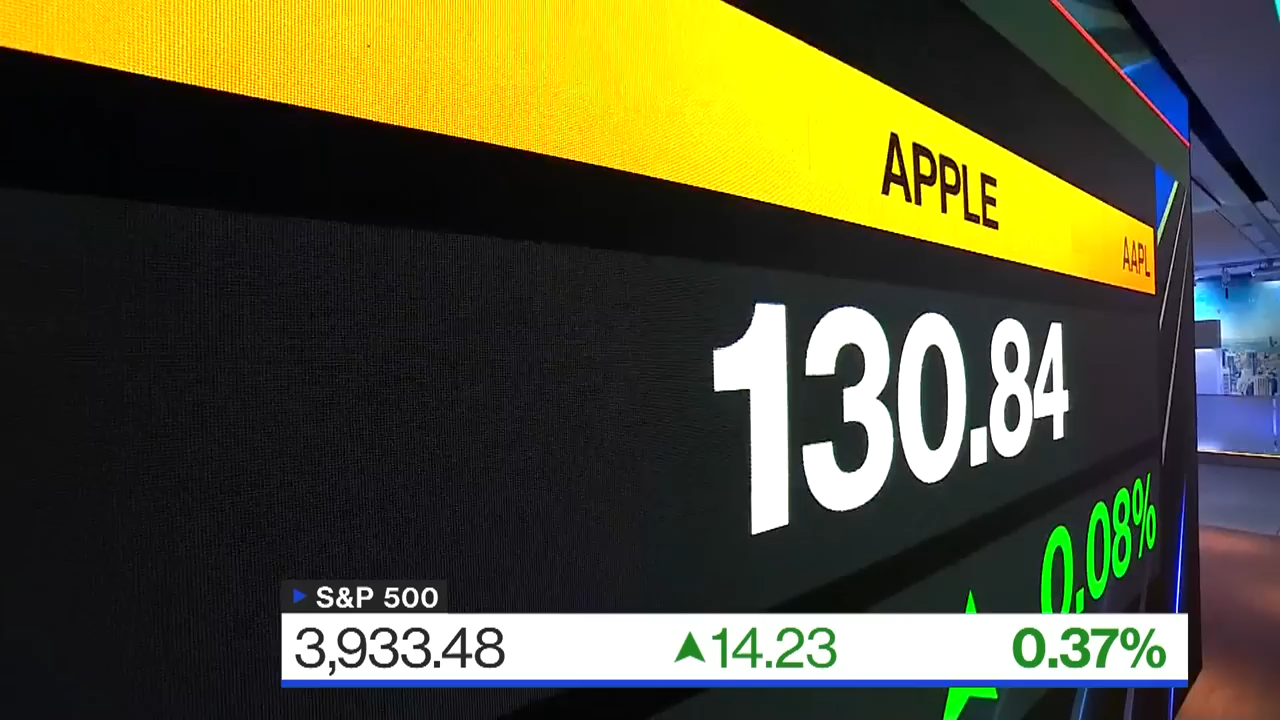 APPLE
AAPL
130.84
0.08%
S&P 500
3,933.48 ▲14.23 0.37%